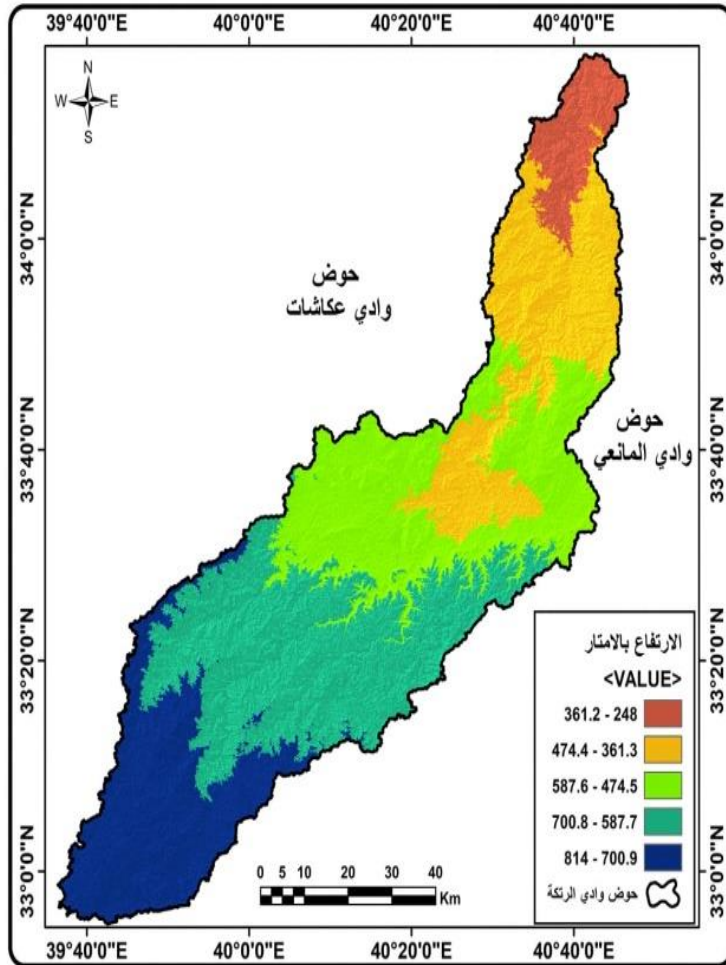 39°40'0"E 40°0'0"E 40°20'0"E 40°40'0"E
N
W E
S
34°0'0"N 34°0'0"N
حوض
وادي عكاشات
حوض
وادي المانعي
33°40'0"N 33°40'0"N
33°20'0"N 33°20'0"N
33°0'0"N 33°0'0"N
الارتفاع بالامتار
<VALUE>
361.2 - 248
474.4 - 361.3
587.6 - 474.5
700.8 - 587.7
814 - 700.9
حوض وادي الرتكة
0 5 10 20 30 40
Km
39°40'0"E 40°0'0"E 40°20'0"E 40°40'0"E